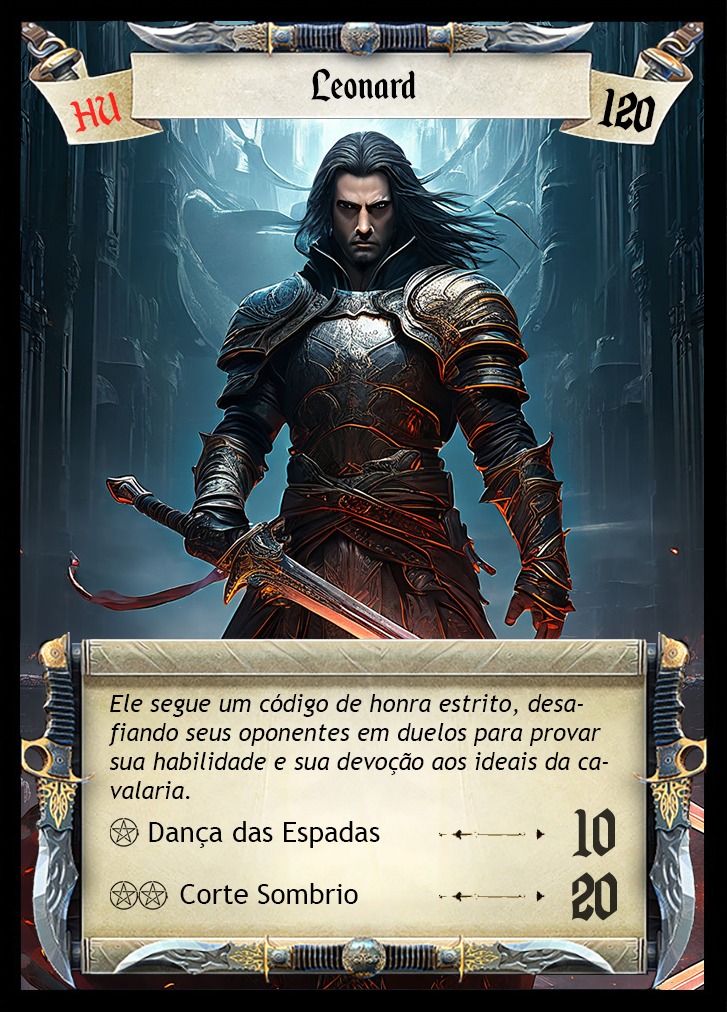 Leonard
HU
120
Ele segue um código de honra estrito, desa-
fiando seus oponentes em duelos para provar
sua habilidade e sua devoção aos ideais da ca-
valaria.
Dança das Espadas 10
Corte Sombrio 20